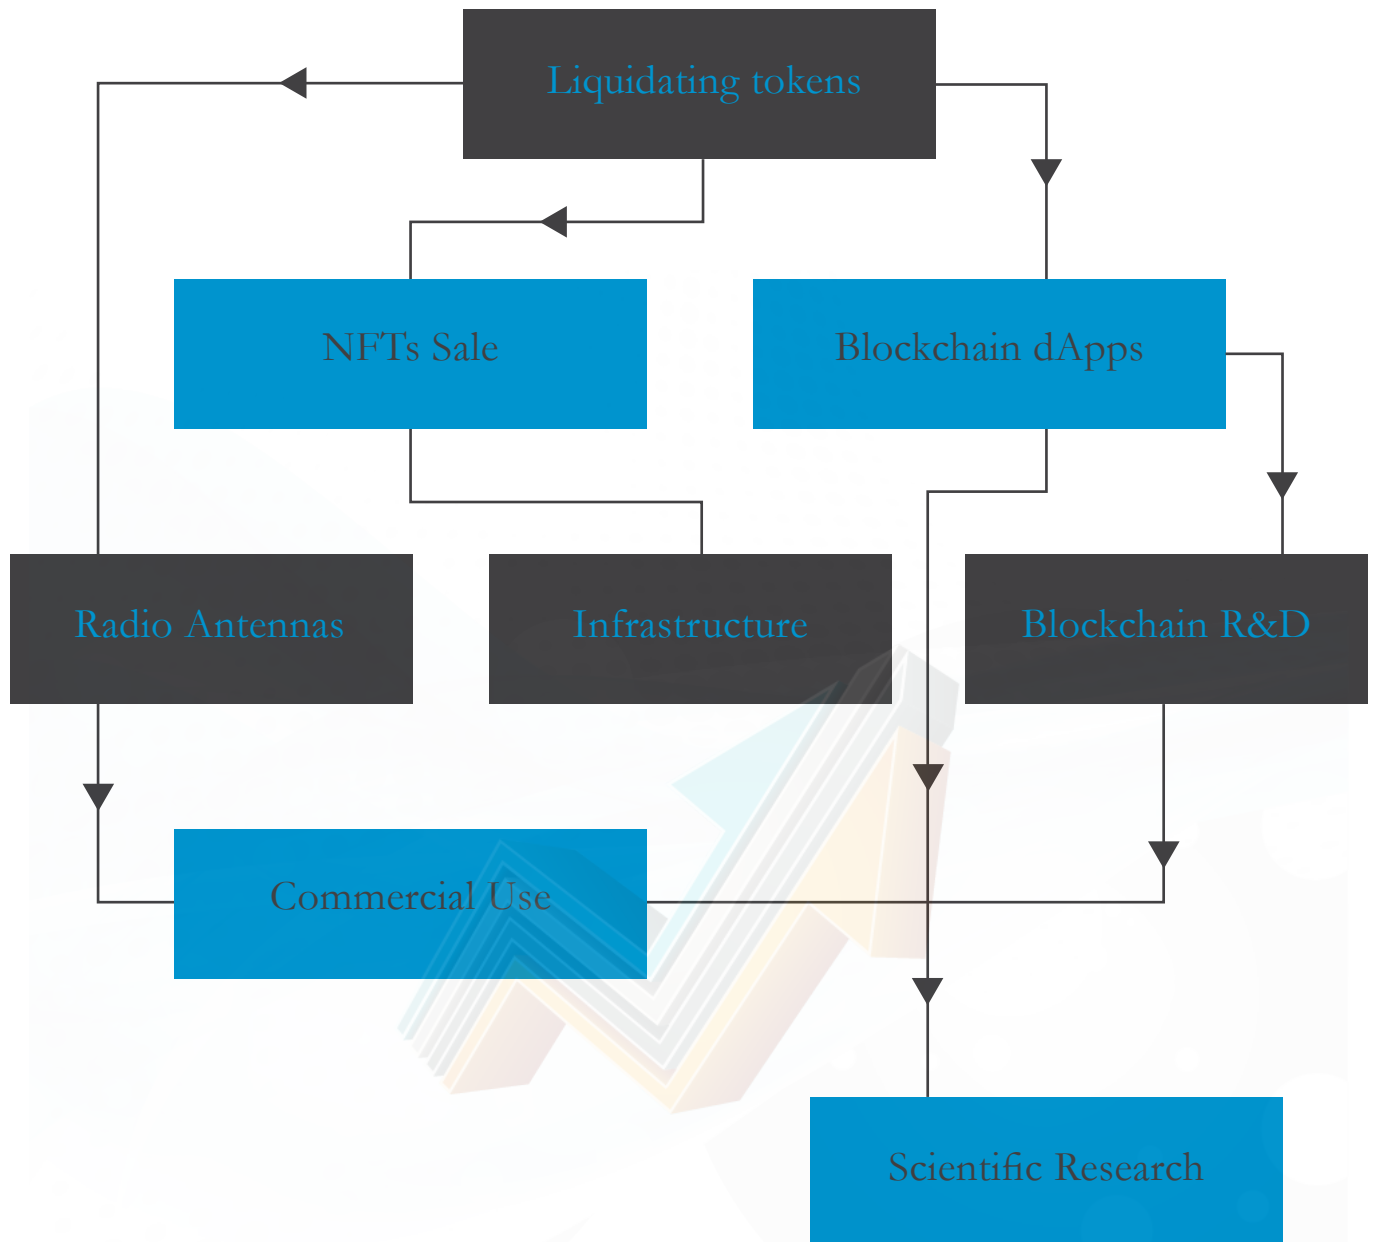 Liquidating tokens
NFTs Sale
Blockchain dApps
Radio Antennas
Infrastructure
Blockchain R&D
Commercial Use
Scientific Research